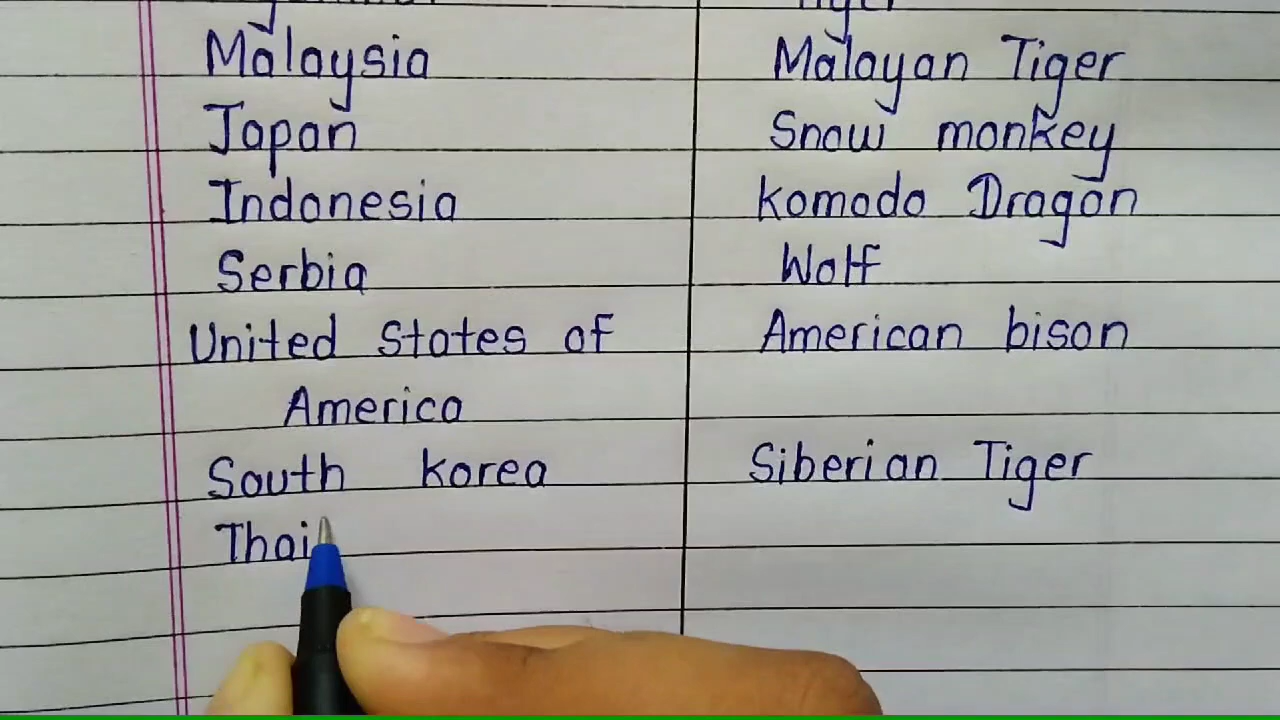 Malaysia Malayan Tiger
Japan Snow monkey
Indonesia Komodo Dragon
Serbia Wolf
United States of American bison
America
South Korea Siberian Tiger
Thai